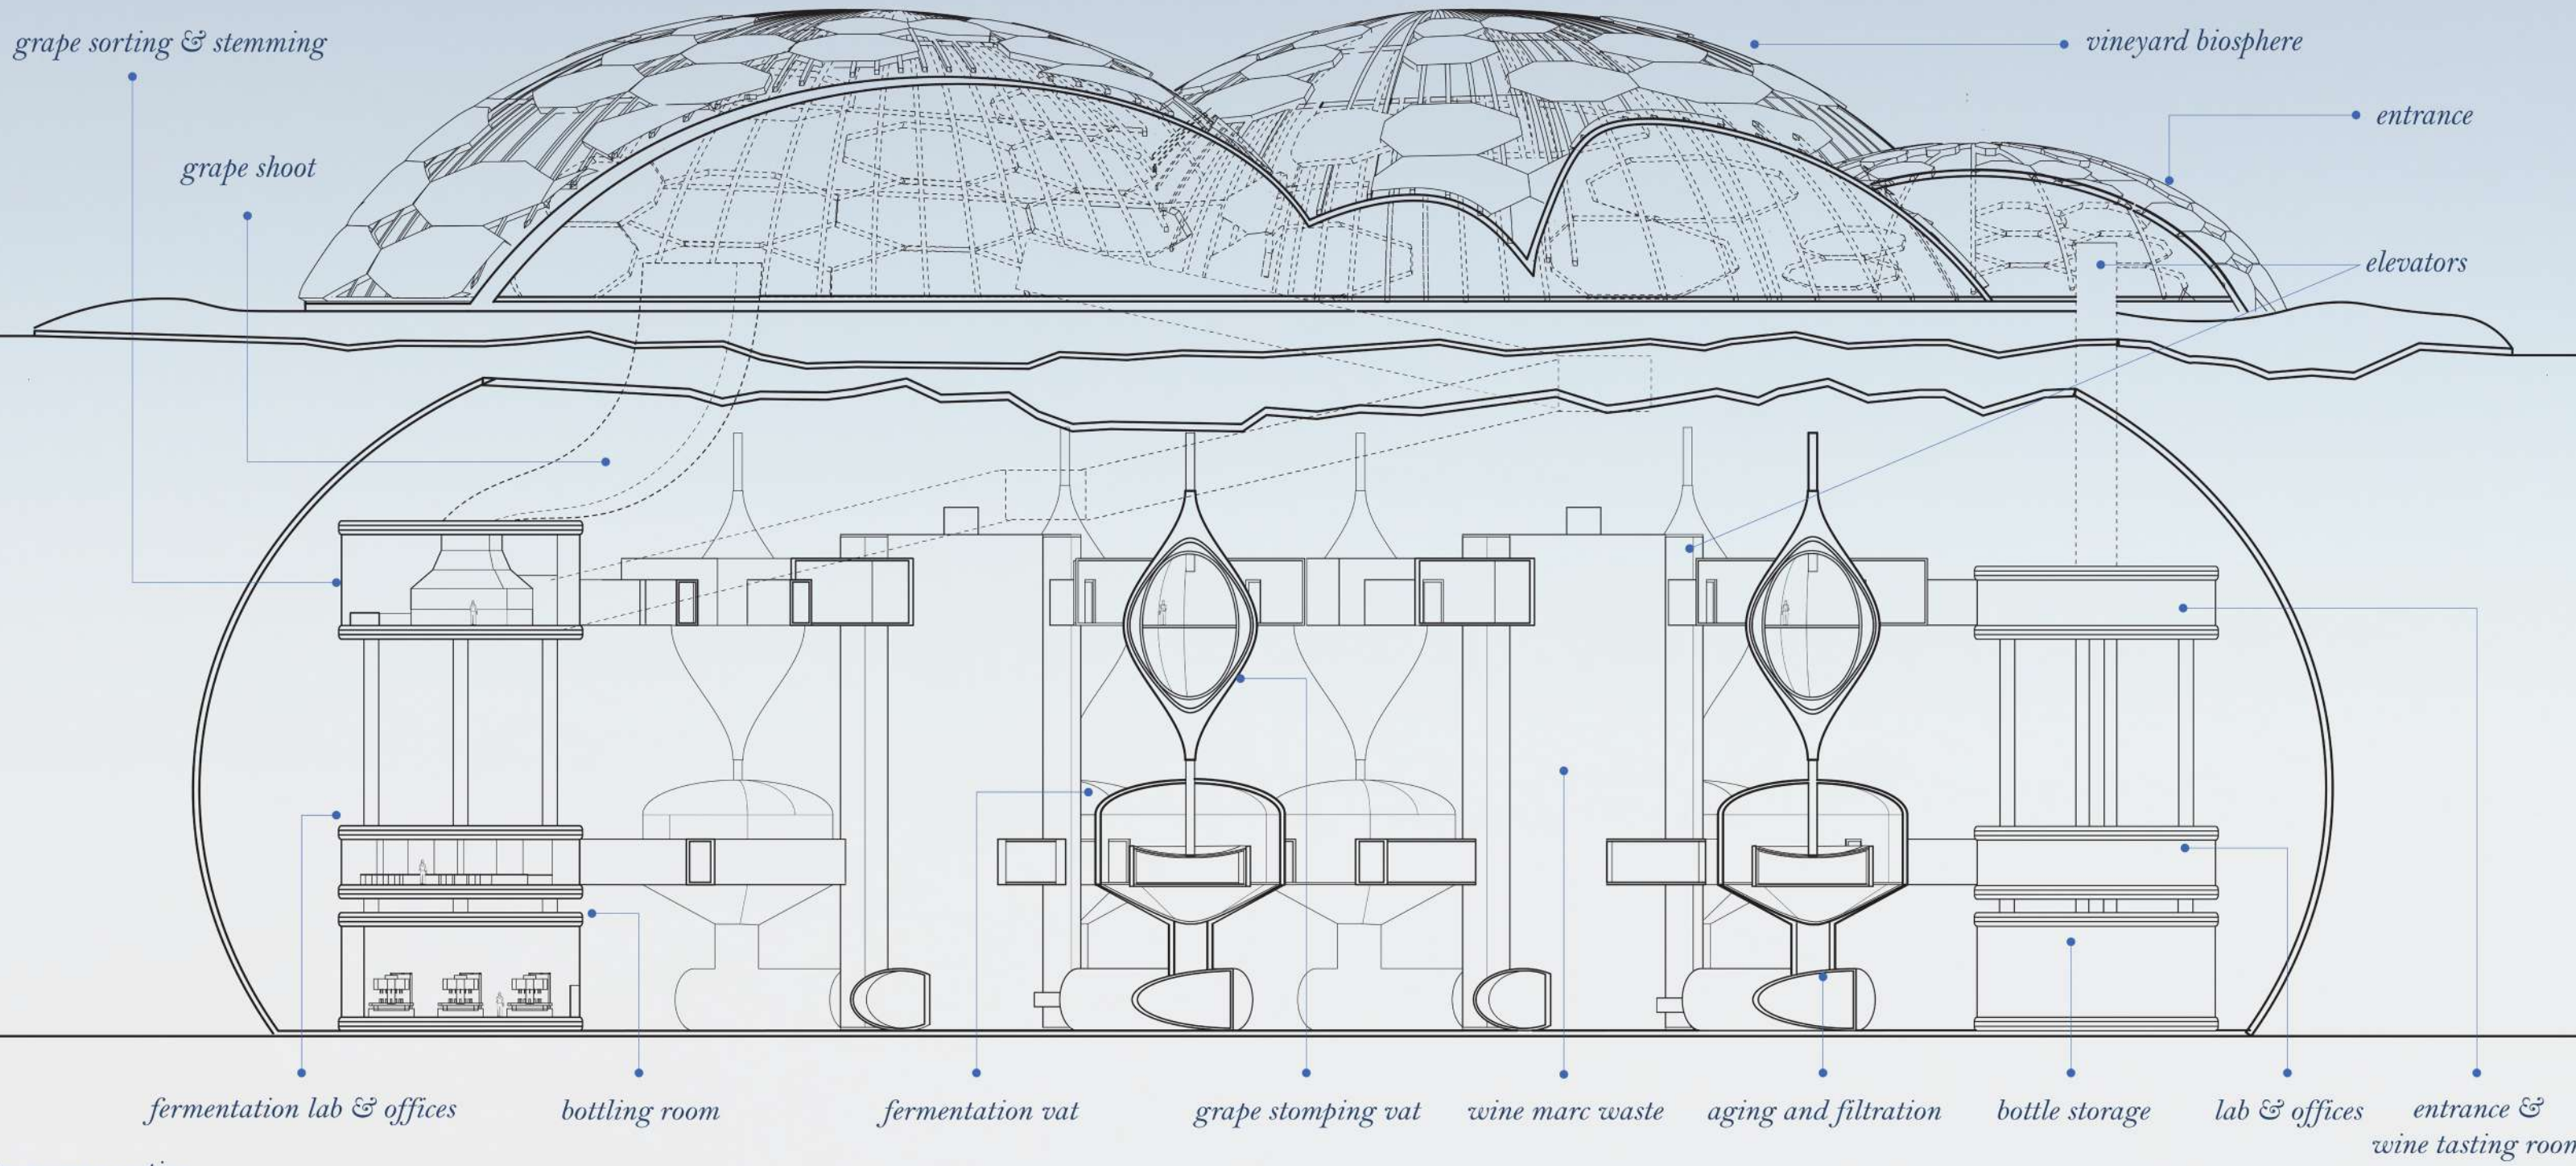 grape sorting & stemming
vineyard biosphere
entrance
grape shoot
elevators
fermentation lab & offices
bottling room
fermentation vat
grape stomping vat
wine marc waste
aging and filtration
bottle storage
lab & offices
entrance &
wine tasting room